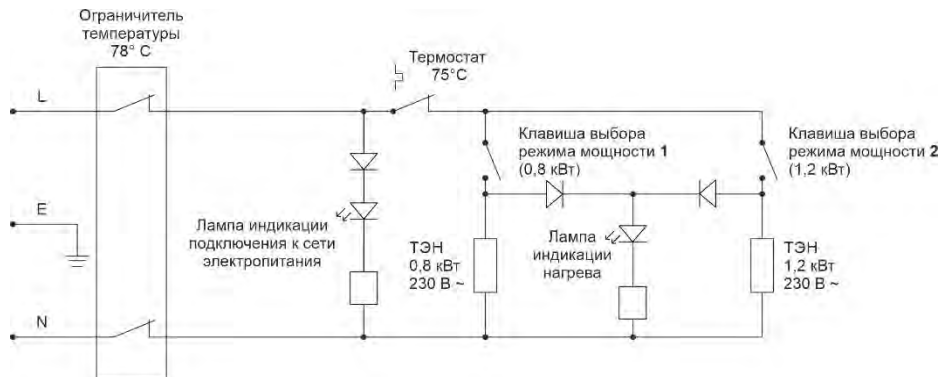 Ограничитель
температуры
78° C
Термостат
75°C
L
Клавиша выбора
режима мощности 1
(0,8 кВт)
Клавиша выбора
режима мощности 2
(1,2 кВт)
E
Лампа индикации
подключения к сети
электропитания
ТЭН
0,8 кВт
230 В ~
Лампа
индикации
нагрева
ТЭН
1,2 кВт
230 В ~
N